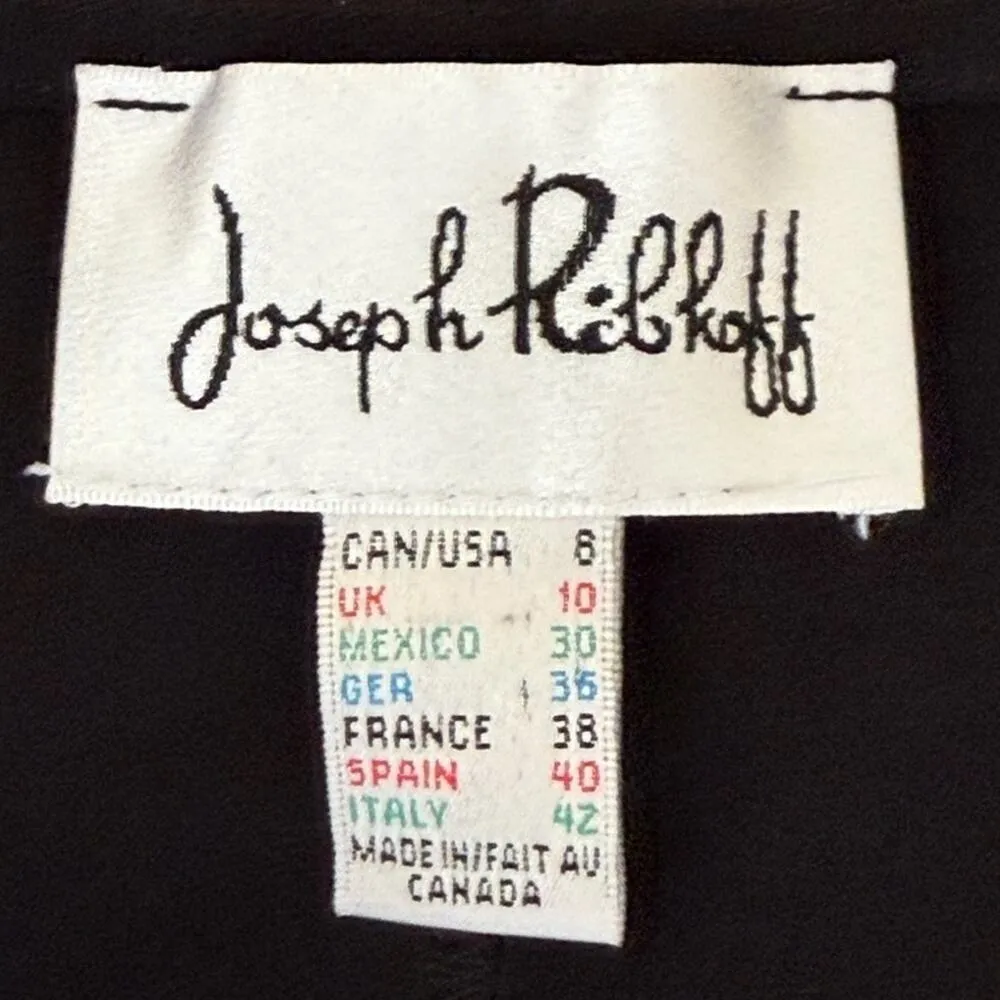 Joseph Ribkoff
CAN/USA 8
UK 10
MEXICO 30
GER 36
FRANCE 38
SPAIN 40
ITALY 42
MADE IN/FAIT AU
CANADA